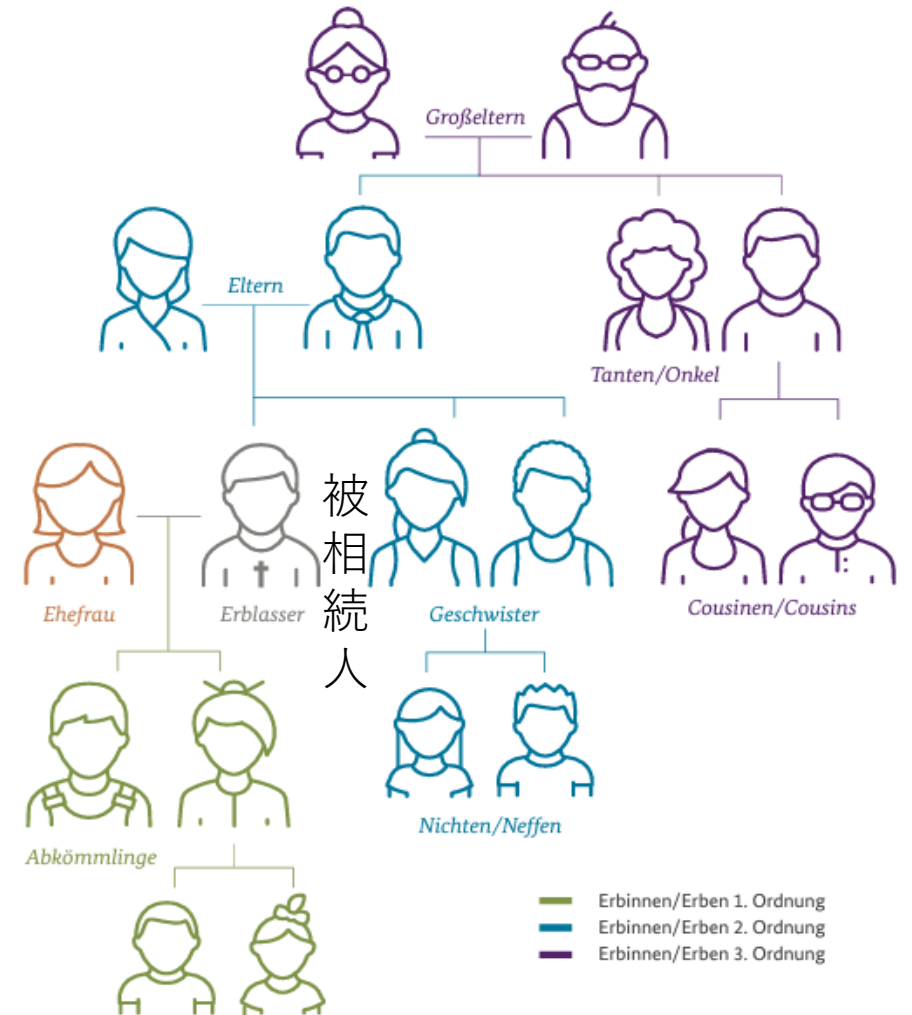 Großeltern
Eltern
Tanten/Onkel
Ehefrau
Erblasser
被相続人
Geschwister
Cousinen/Cousins
Nichten/Neffen
Abkömmlinge
Erbinnen/Erben 1. Ordnung
Erbinnen/Erben 2. Ordnung
Erbinnen/Erben 3. Ordnung